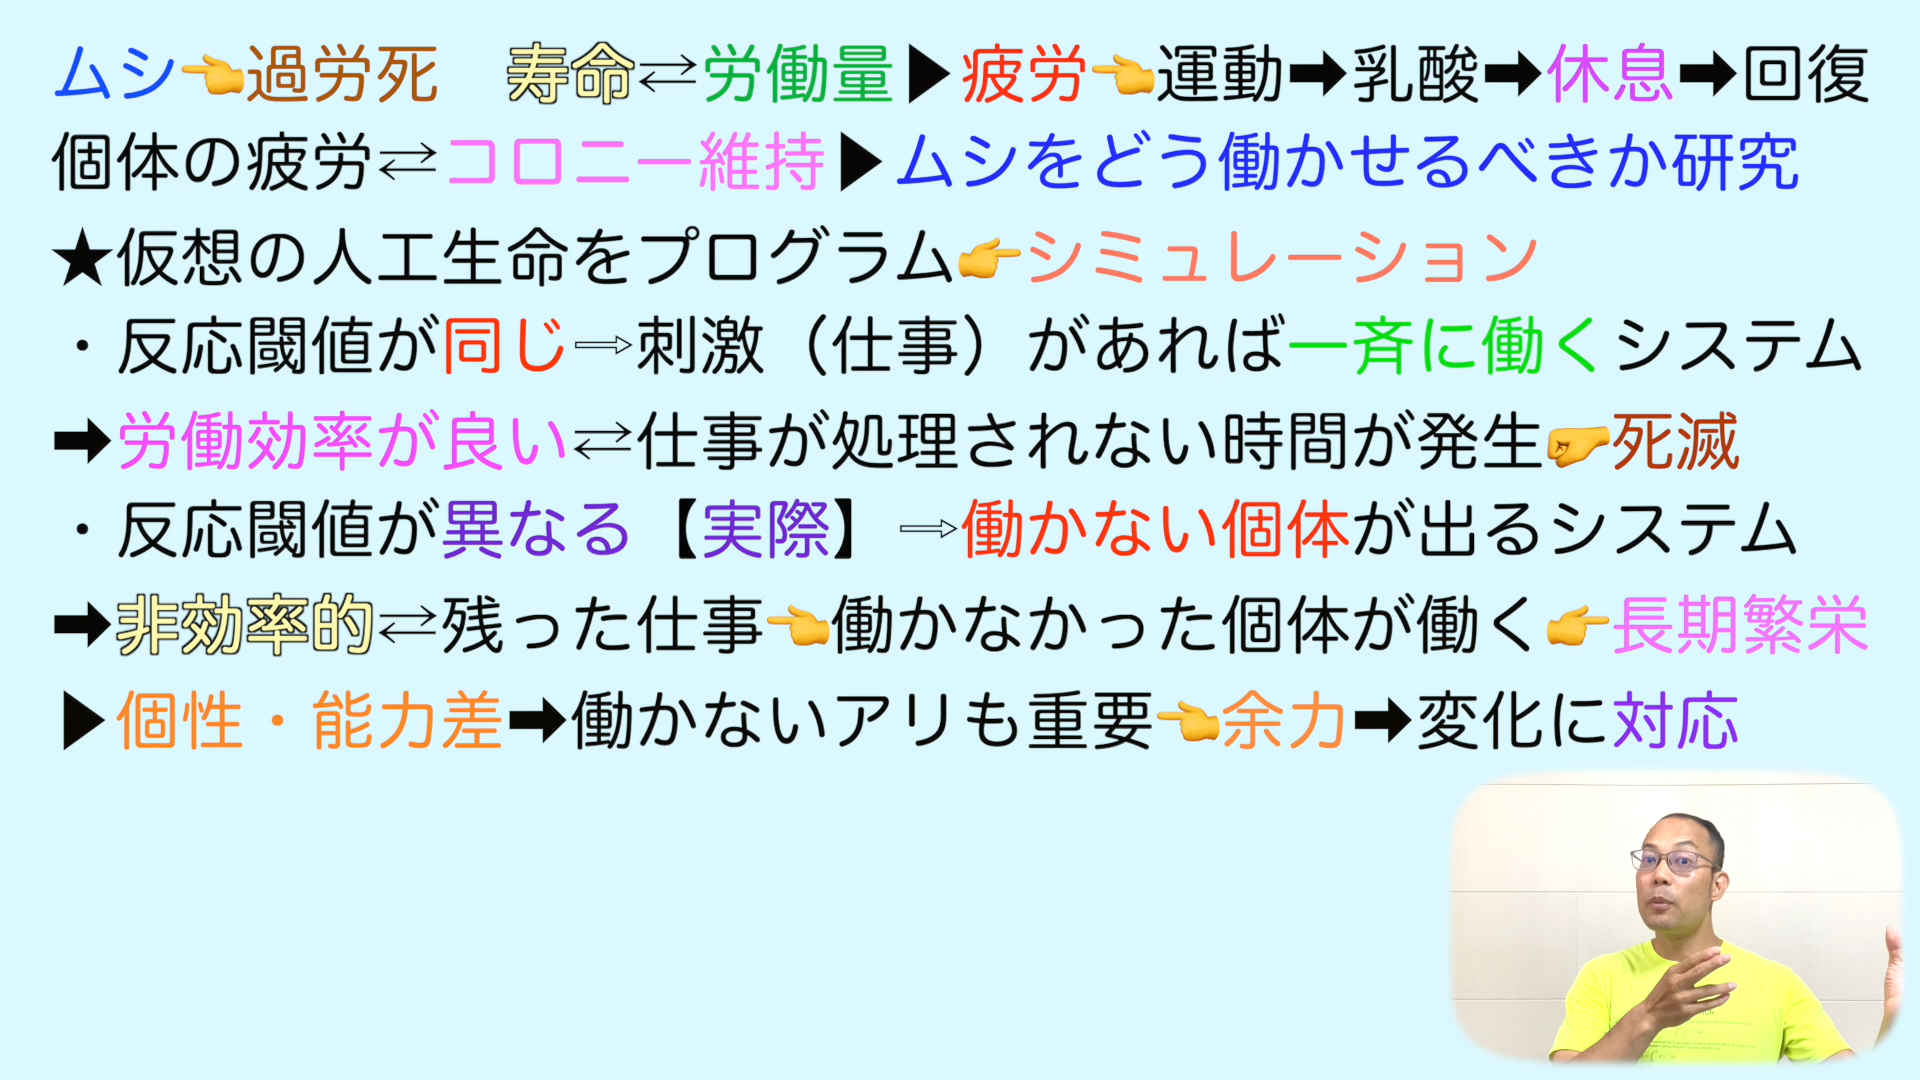 ムシ👈過労死　寿命⇄労働量▶疲労👈運動➡乳酸➡休息➡回復
個体の疲労⇄コロニー維持▶ムシをどう働かせるべきか研究
★仮想の人工生命をプログラム👉シミュレーション
・反応閾値が同じ⇨刺激（仕事）があれば一斉に働くシステム
➡労働効率が良い⇄仕事が処理されない時間が発生🤛死滅
・反応閾値が異なる【実際】⇨働かない個体が出るシステム
➡非効率的⇄残った仕事👈働かなかった個体が働く👉長期繁栄
▶個性・能力差➡働かないアリも重要👈余力➡変化に対応